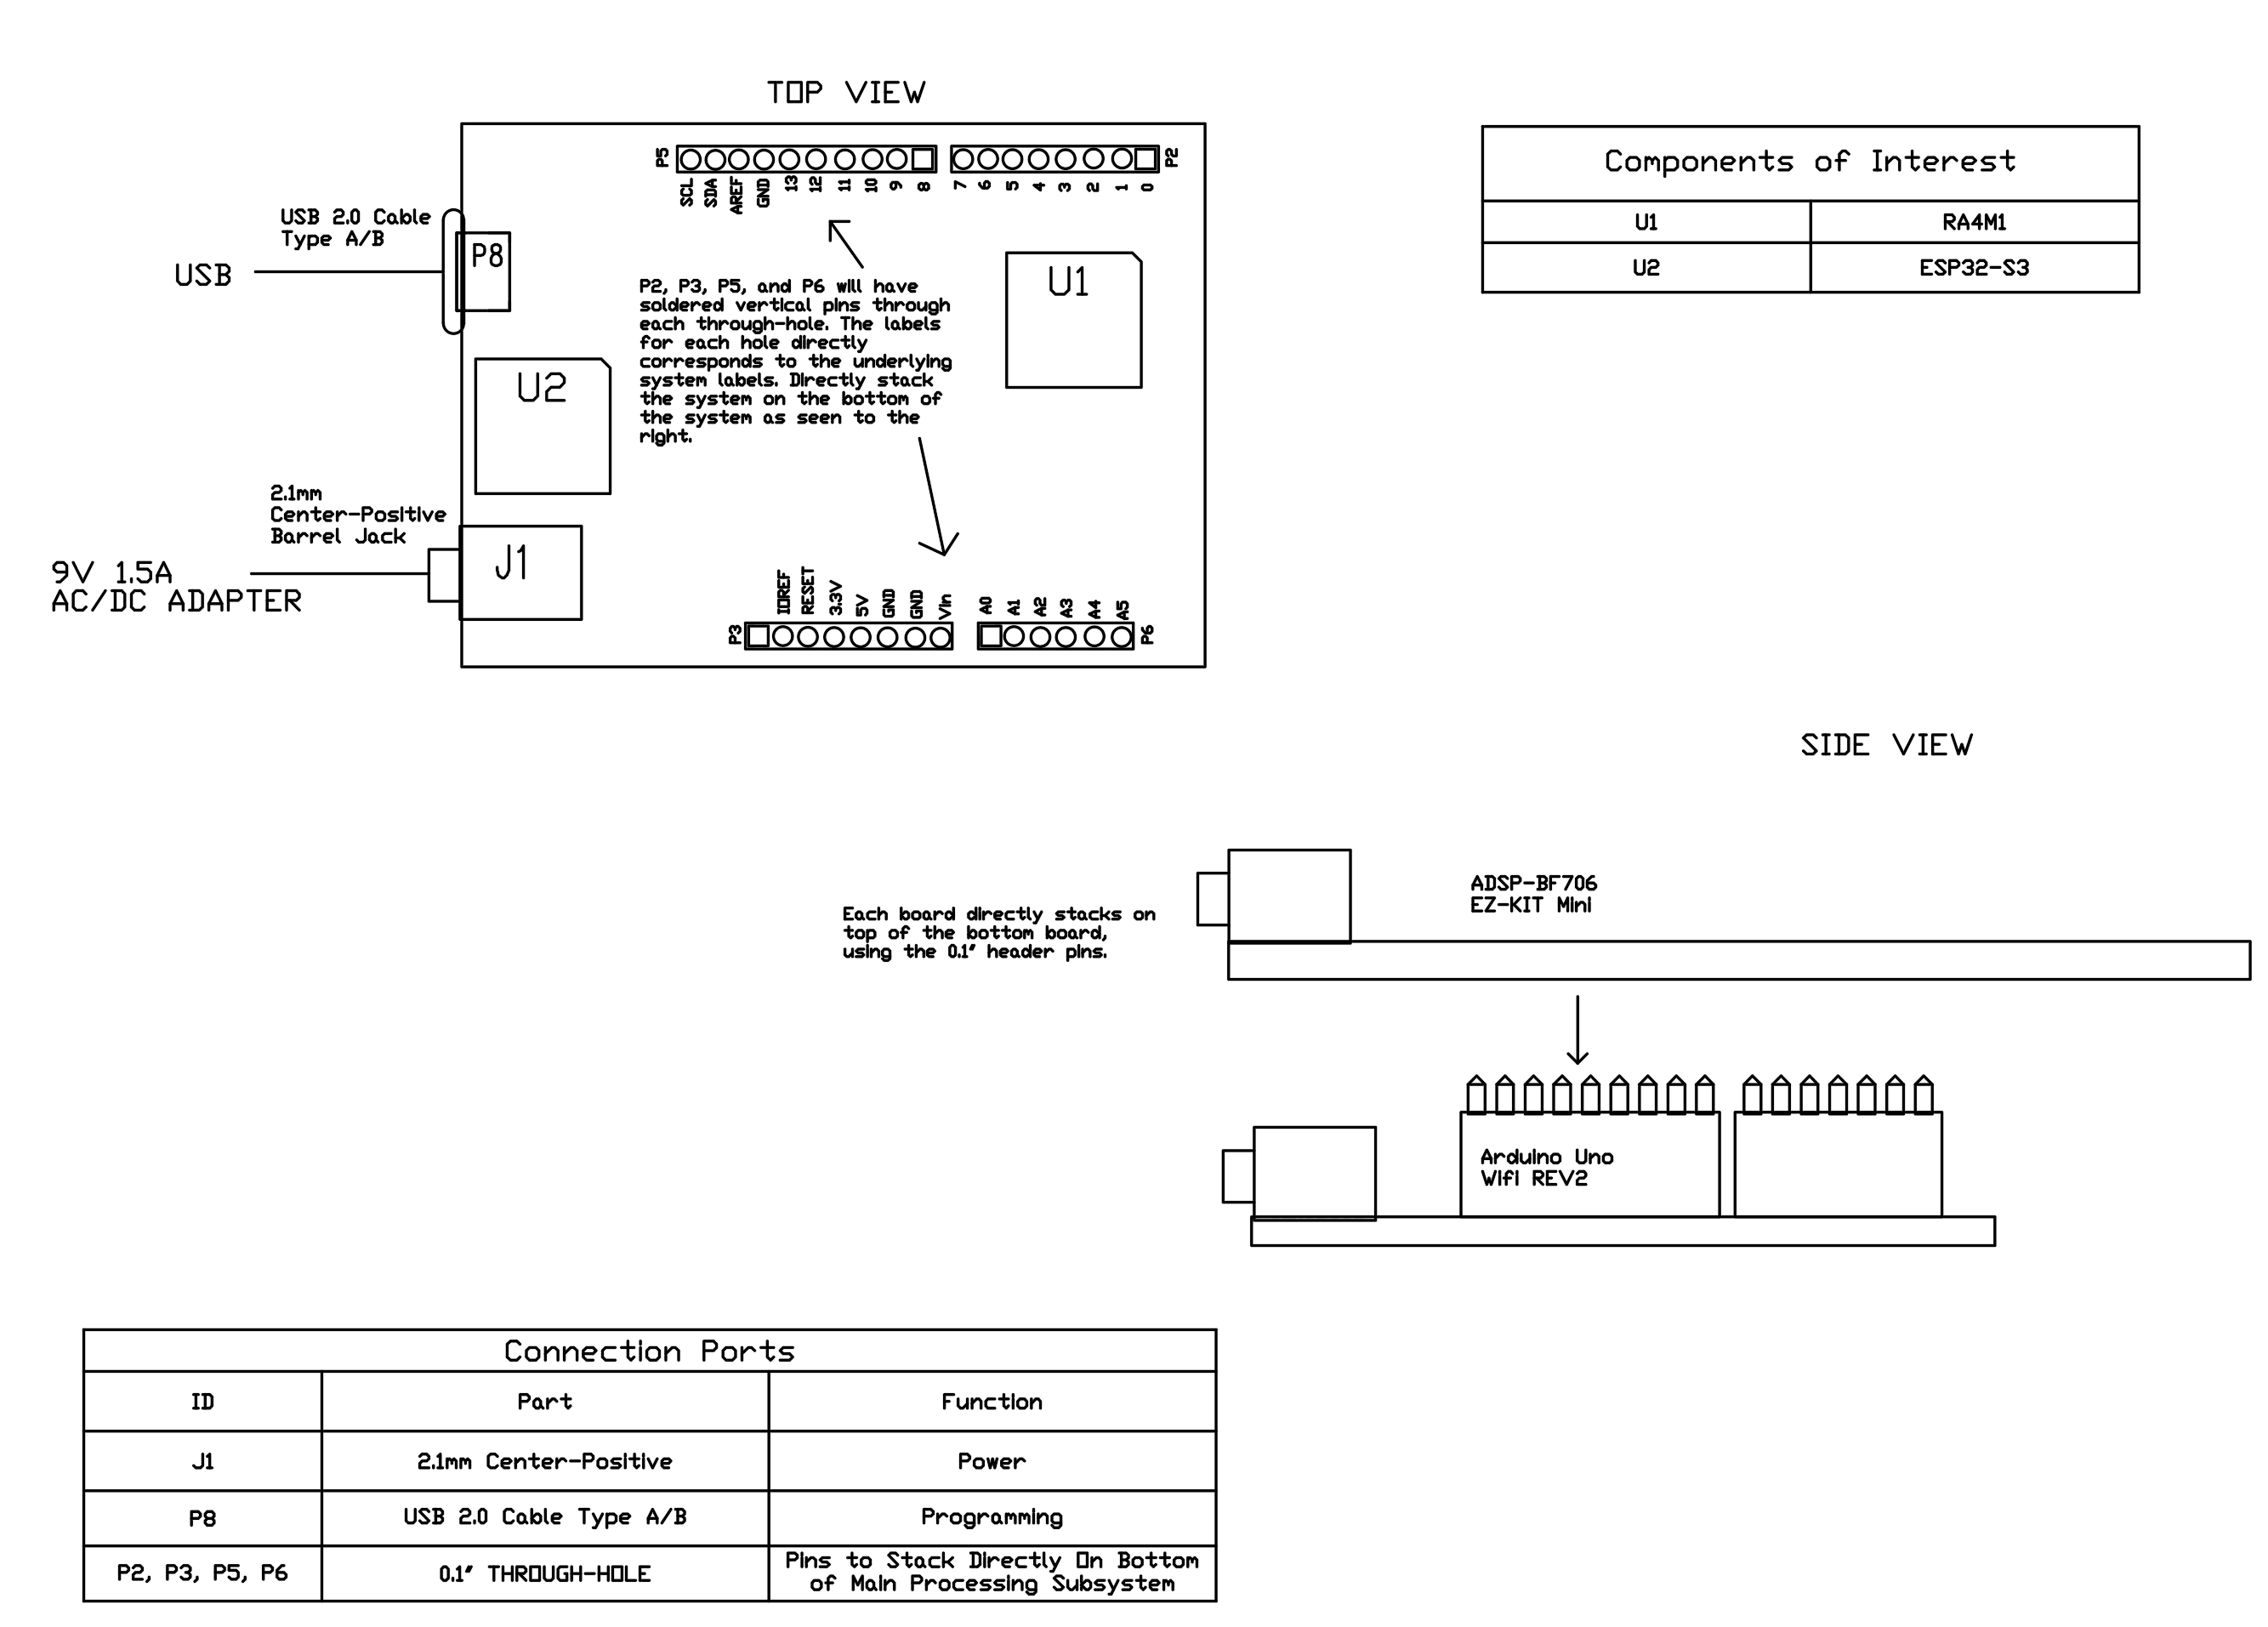 TOP VIEW
P5
P2
SCL
SDA
AREF
GND
13
12
11
10
9
8
7
6
5
4
3
2
1
0
USB 2.0 Cable
Type A/B
USB
P8
P2, P3, P5, and P6 will have
soldered vertical pins through
each through-hole. The labels
for each hole directly
corresponds to the underlying
system labels. Directly stack
the system on the bottom of
the system as seen to the
right.
U1
U2
2.1mm
Center-Positive
Barrel Jack
9V 1.5A
AC/DC ADAPTER
J1
IOREF
RESET
3.3V
5V
GND
GND
Vin
A0
A1
A2
A3
A4
A5
P3
P6
Components of Interest
U1 RA4M1
U2 ESP32-S3
SIDE VIEW
ADSP-BF706
EZ-KIT Mini
Each board directly stacks on
top of the bottom board,
using the 0.1" header pins.
Arduino Uno
Wifi REV2
Connection Ports
ID Part Function
J1 2.1mm Center-Positive Power
P8 USB 2.0 Cable Type A/B Programming
P2, P3, P5, P6 0.1" THROUGH-HOLE Pins to Stack Directly On Bottom
of Main Processing Subsystem